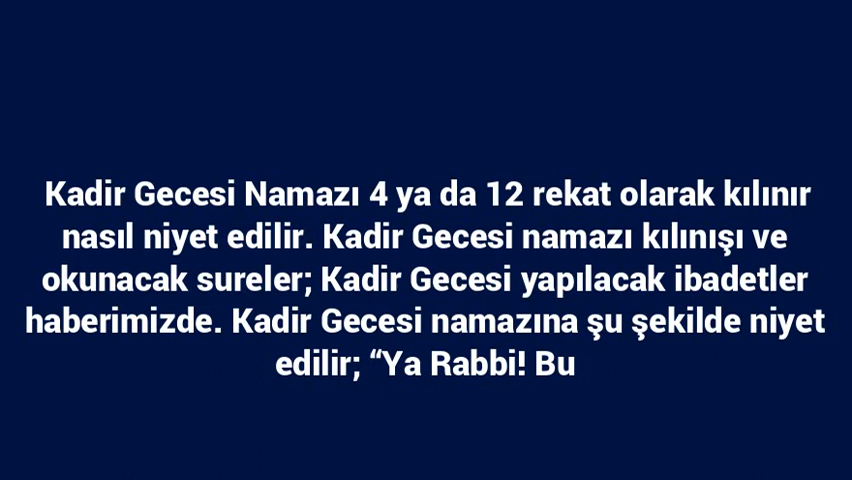 Kadir Gecesi Namazı 4 ya da 12 rekat olarak kılınır
nasıl niyet edilir. Kadir Gecesi namazı kılınışı ve
okunacak sureler; Kadir Gecesi yapılacak ibadetler
haberimizde. Kadir Gecesi namazına şu şekilde niyet
edilir; “Ya Rabbi! Bu